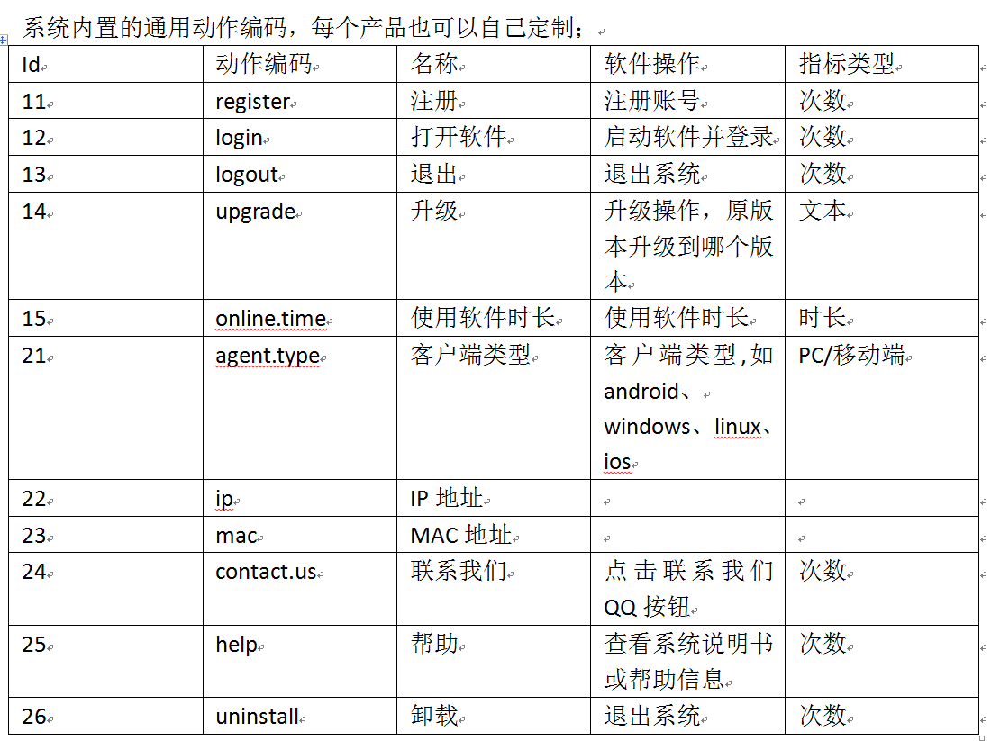 系统内置的通用动作编码，每个产品也可以自己定制；
Id 动作编码 名称 软件操作 指标类型
11 register 注册 注册账号 次数
12 login 打开软件 启动软件并登录 次数
13 logout 退出 退出系统 次数
14 upgrade 升级 升级操作，原版 文本
本升级到哪个版
本
15 online.time 使用软件时长 使用软件时长 时长
21 agent.type 客户端类型 客户端类型,如 PC/移动端
android、
windows、linux、
ios
22 ip IP 地址
23 mac MAC 地址
24 contact.us 联系我们 点击联系我们 次数
QQ 按钮
25 help 帮助 查看系统说明书 次数
或帮助信息
26 uninstall 卸载 退出系统 次数